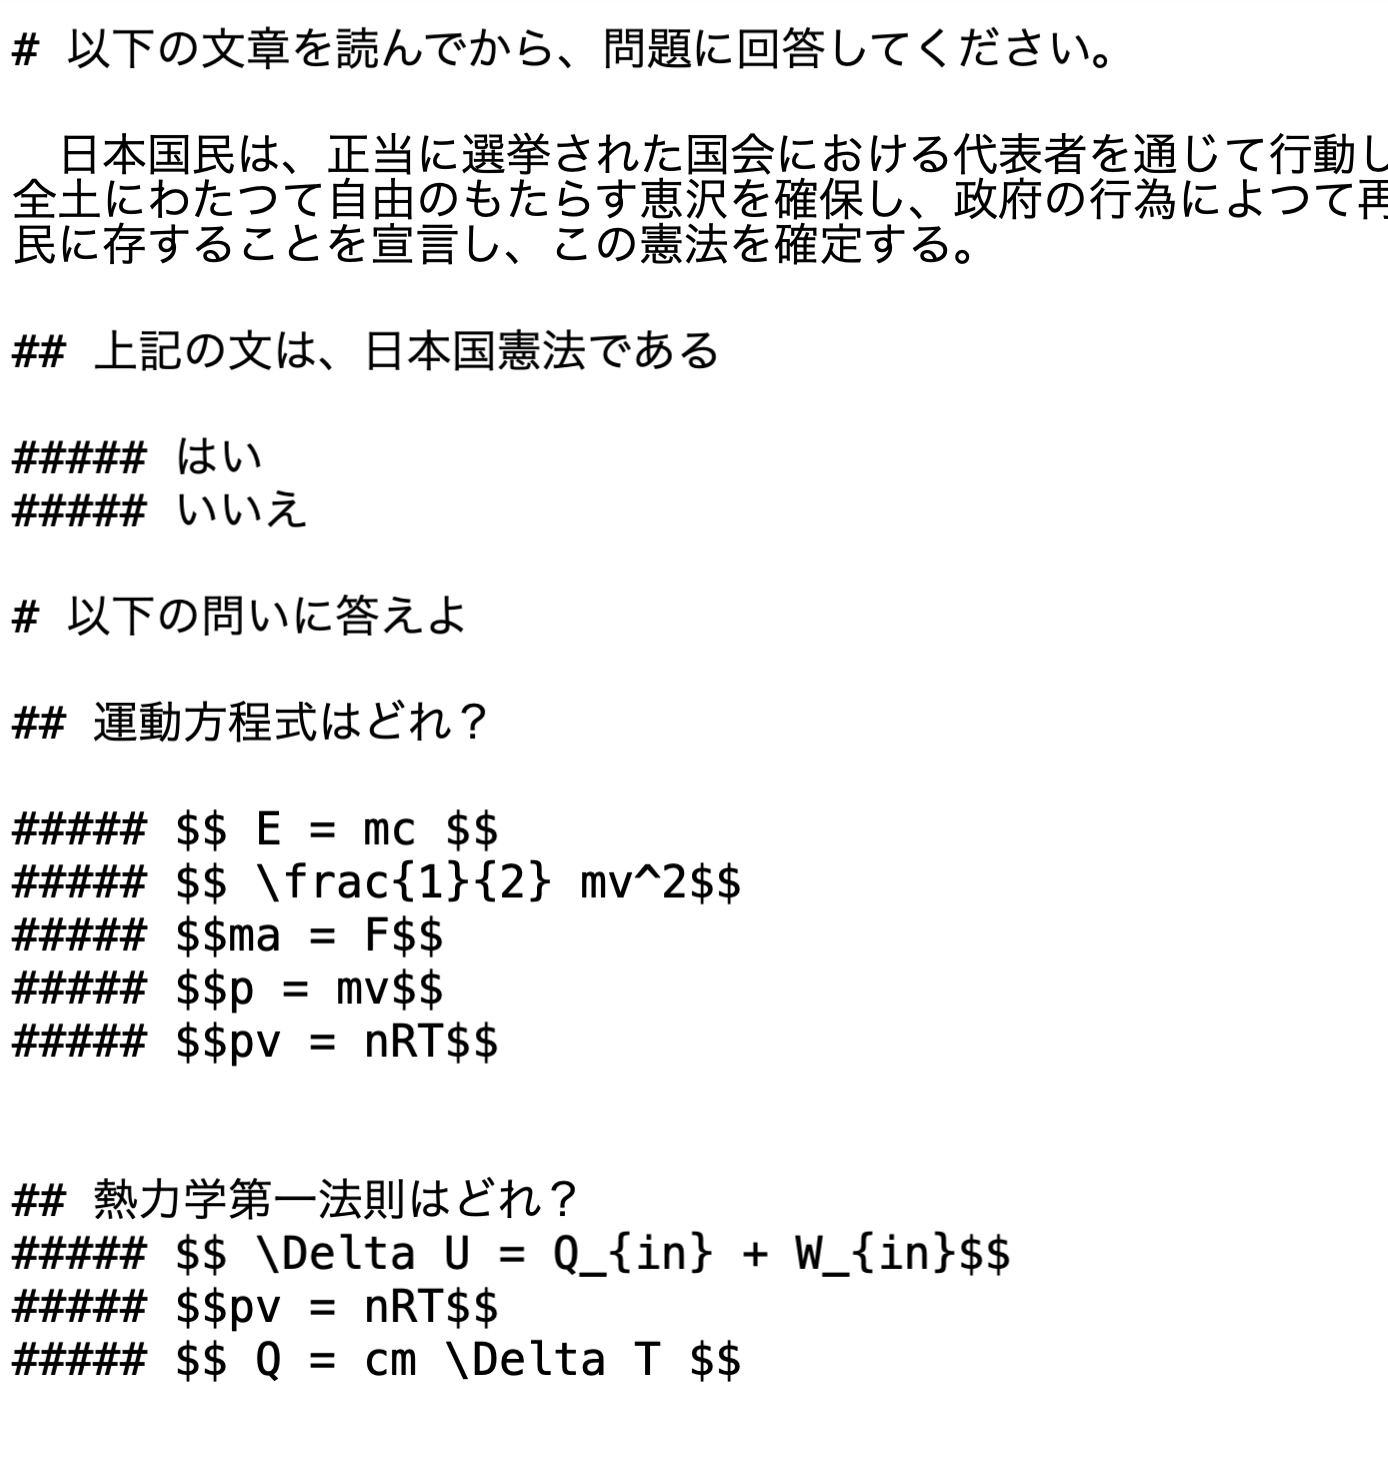 # 以下の文章を読んでから、問題に回答してください。
　日本国民は、正当に選挙された国会における代表者を通じて行動し
全土にわたつて自由のもたらす恵沢を確保し、政府の行為によつて再
民に存することを宣言し、この憲法を確定する。
## 上記の文は、日本国憲法である
##### はい
##### いいえ
# 以下の問いに答えよ
## 運動方程式はどれ？
##### $$ E = mc $$
##### $$ \frac{1}{2} mv^2$$
##### $$ma = F$$
##### $$p = mv$$
##### $$pv = nRT$$
## 熱力学第一法則はどれ？
##### $$ \Delta U = Q_{in} + W_{in}$$
##### $$pv = nRT$$
##### $$ Q = cm \Delta T $$